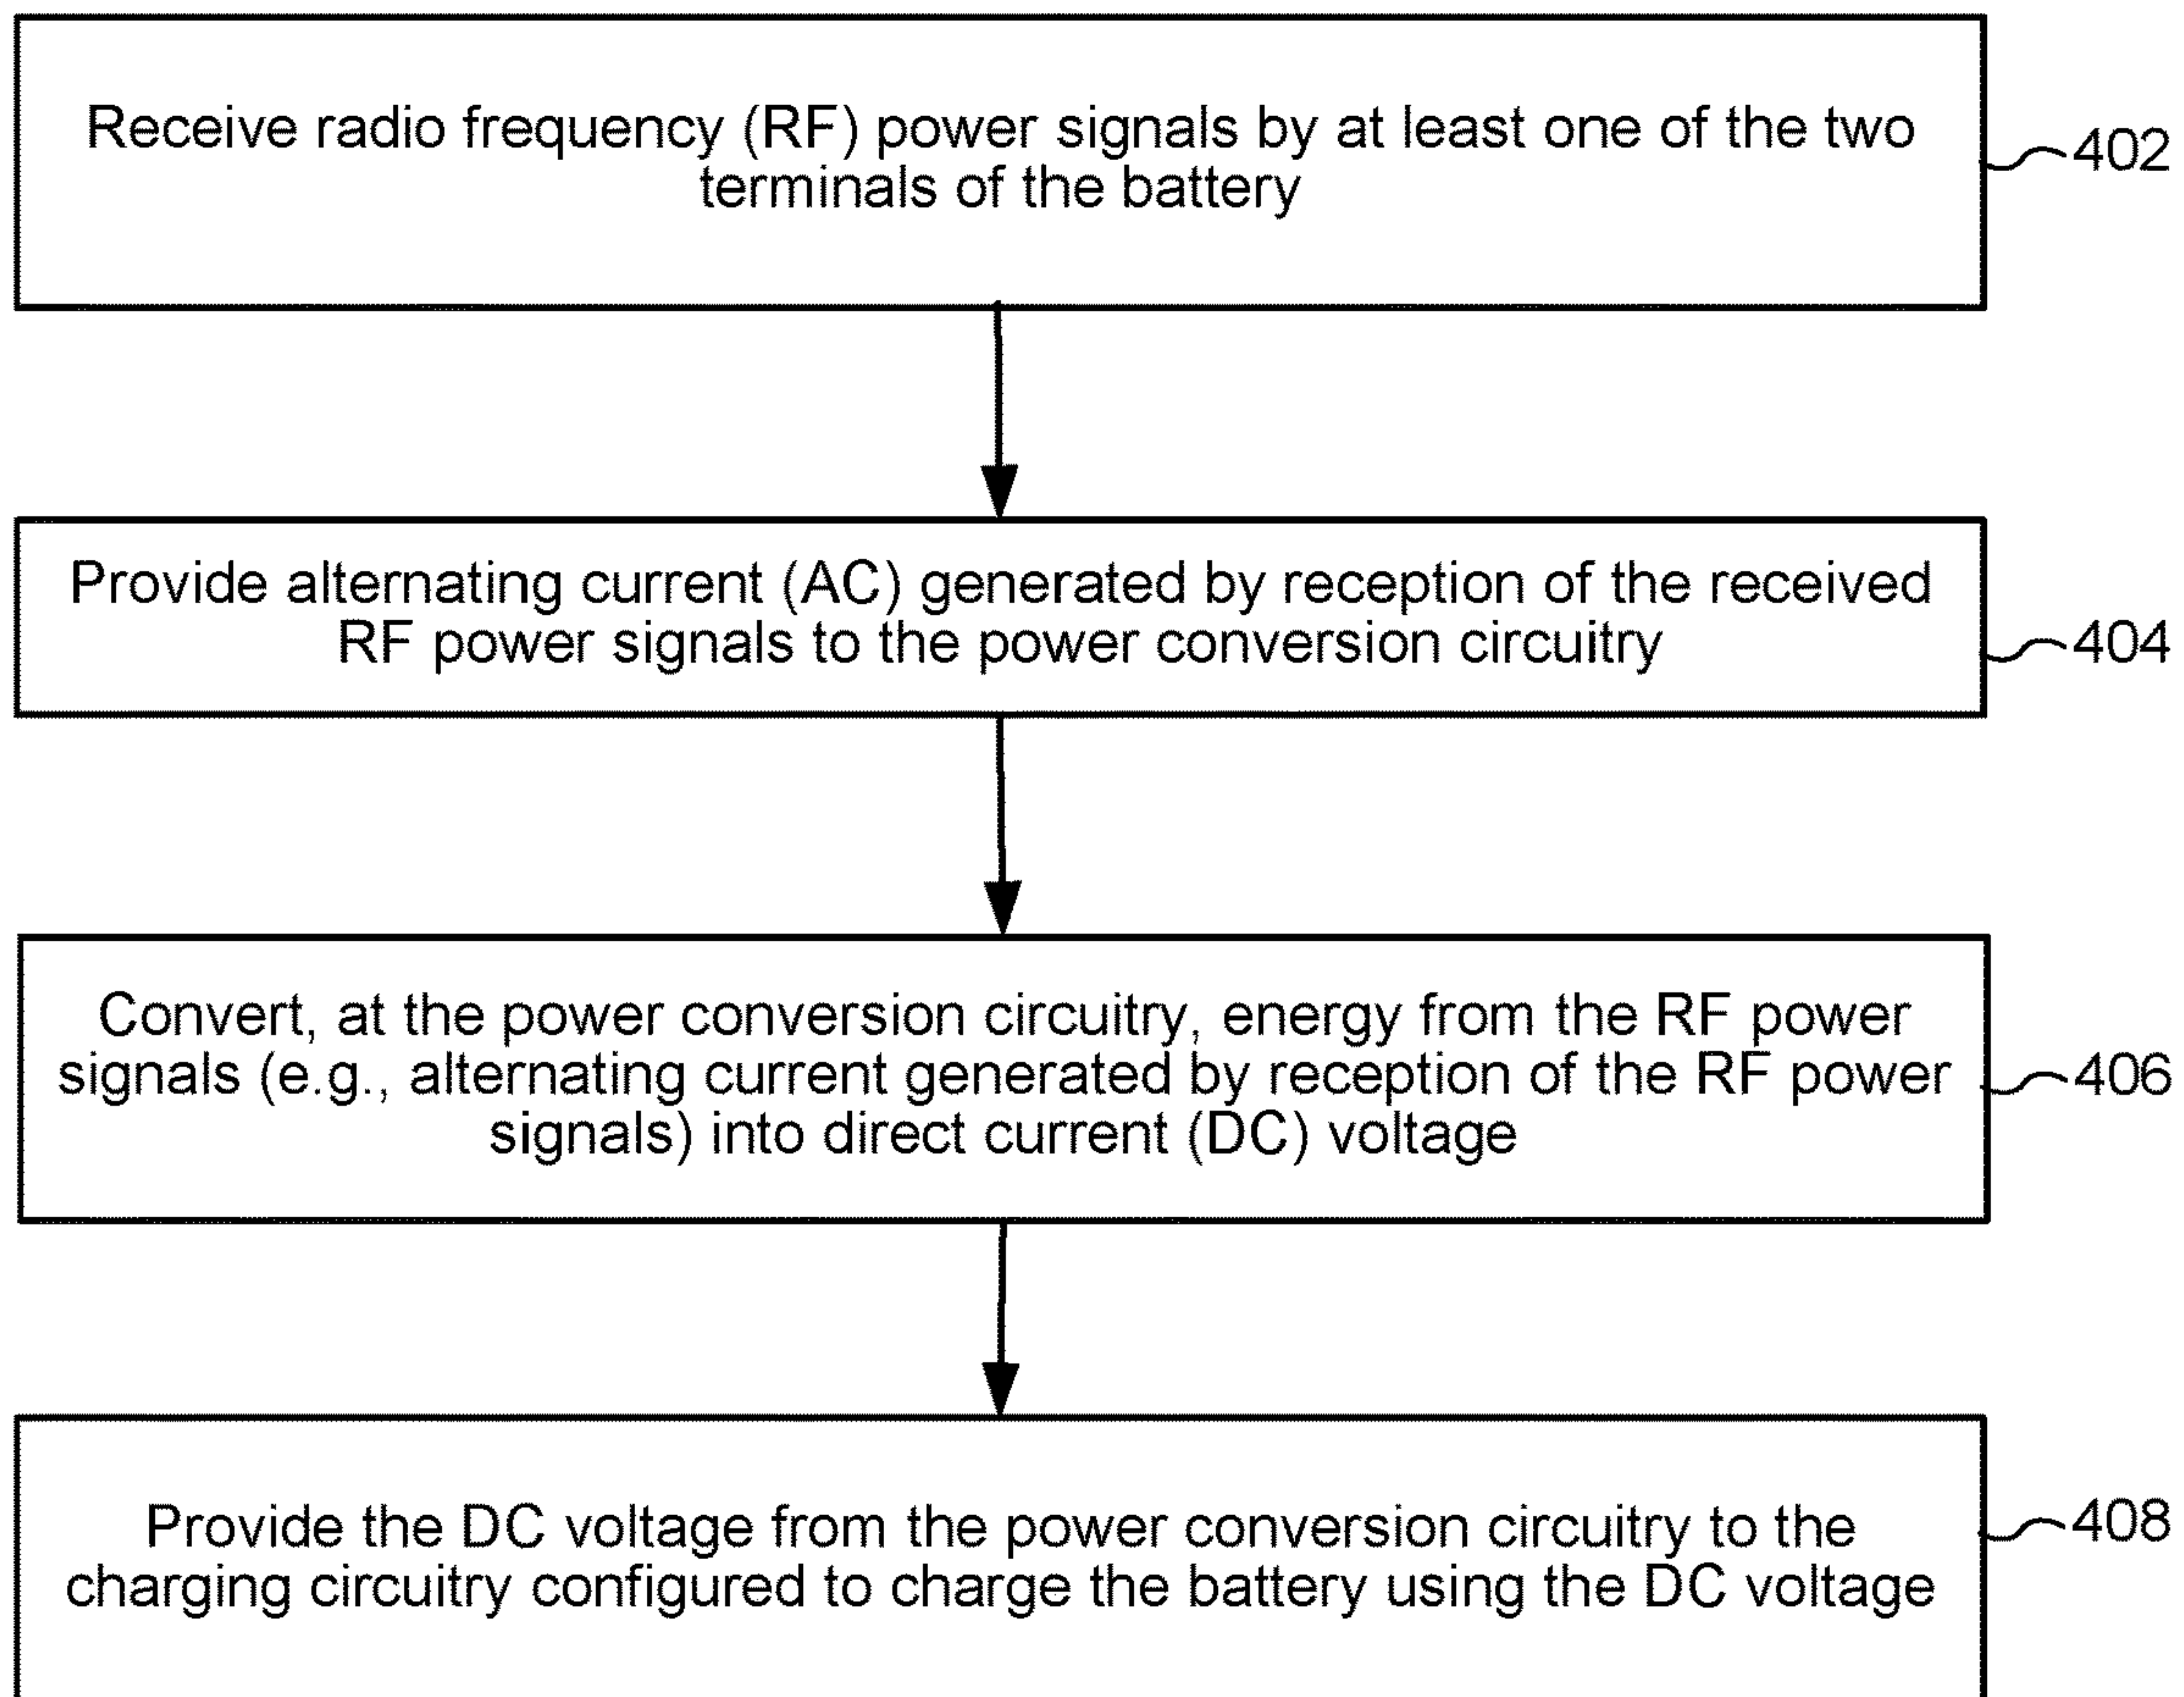 Receive radio frequency (RF) power signals by at least one of the two
terminals of the battery
402
Provide alternating current (AC) generated by reception of the received
RF power signals to the power conversion circuitry
404
Convert, at the power conversion circuitry, energy from the RF power
signals (e.g., alternating current generated by reception of the RF power
signals) into direct current (DC) voltage
406
Provide the DC voltage from the power conversion circuitry to the
charging circuitry configured to charge the battery using the DC voltage
408